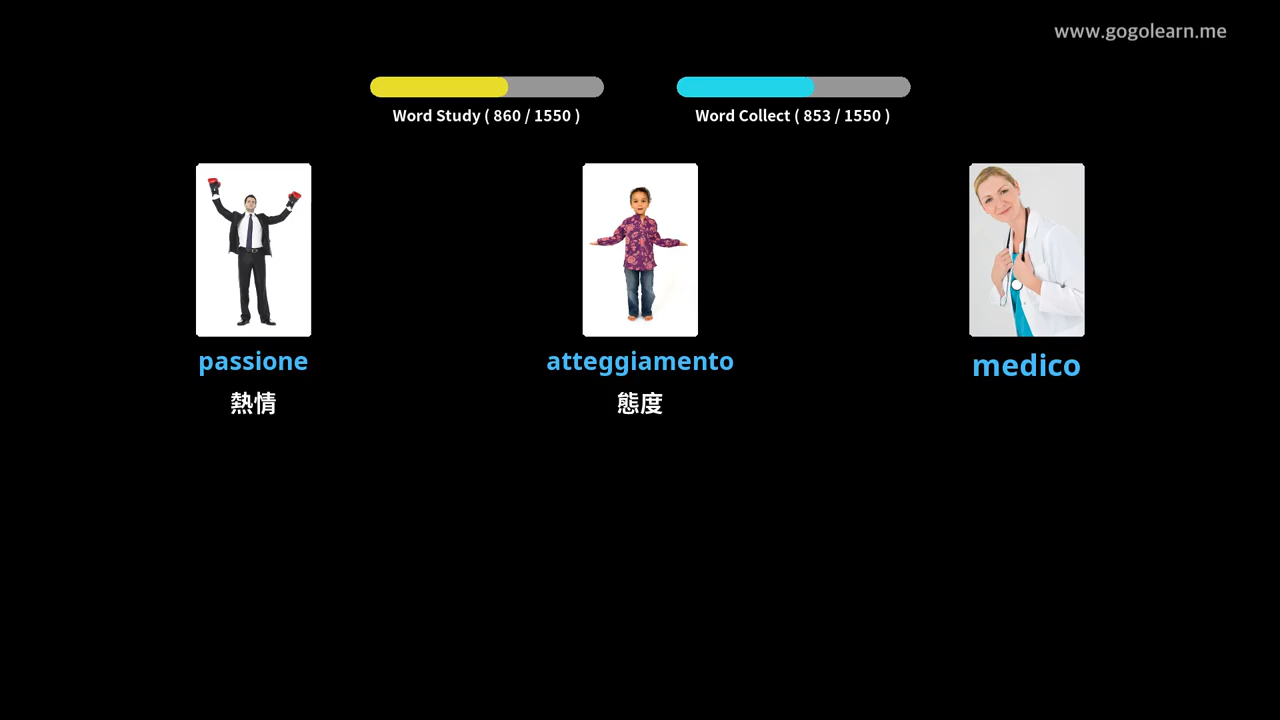 www.gogolearn.me
Word Study ( 860 / 1550 )
Word Collect ( 853 / 1550 )
passione
atteggiamento
medico
熱情
態度